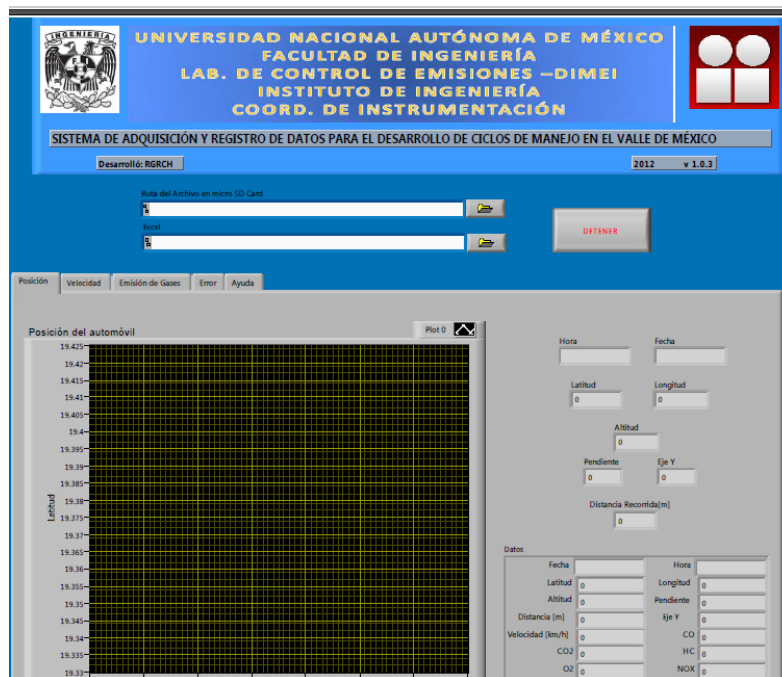 INGENIERIA
UNIVERSIDAD NACIONAL AUTÓNOMA DE MÉXICO
FACULTAD DE INGENIERÍA
LAB. DE CONTROL DE EMISIONES –DIMEI
INSTITUTO DE INGENIERÍA
COORD. DE INSTRUMENTACIÓN
SISTEMA DE ADQUISICIÓN Y REGISTRO DE DATOS PARA EL DESARROLLO DE CICLOS DE MANEJO EN EL VALLE DE MÉXICO
Desarrolló: RGRCH
2012 v 1.0.3
Ruta del Archivo en micro SD Card
Excel
DETENER
Posición Velocidad Emisión de Gases Error Ayuda
Posición del automóvil
Plot 0
19.425
19.42
19.415
19.41
19.405
19.4
19.395
19.39
19.385
19.38
19.375
19.37
19.365
19.36
19.355
19.35
19.345
19.34
19.335
19.33
Latitud
Hora Fecha
Latitud Longitud
0 0
Altitud
0
Pendiente Eje Y
0 0
Distancia Recorrida[m]
0
Datos
Fecha Hora
Latitud 0 Longitud 0
Altitud 0 Pendiente 0
Distancia [m] 0 Eje Y 0
Velocidad [km/h] 0 CO 0
CO2 0 HC 0
O2 0 NOX 0